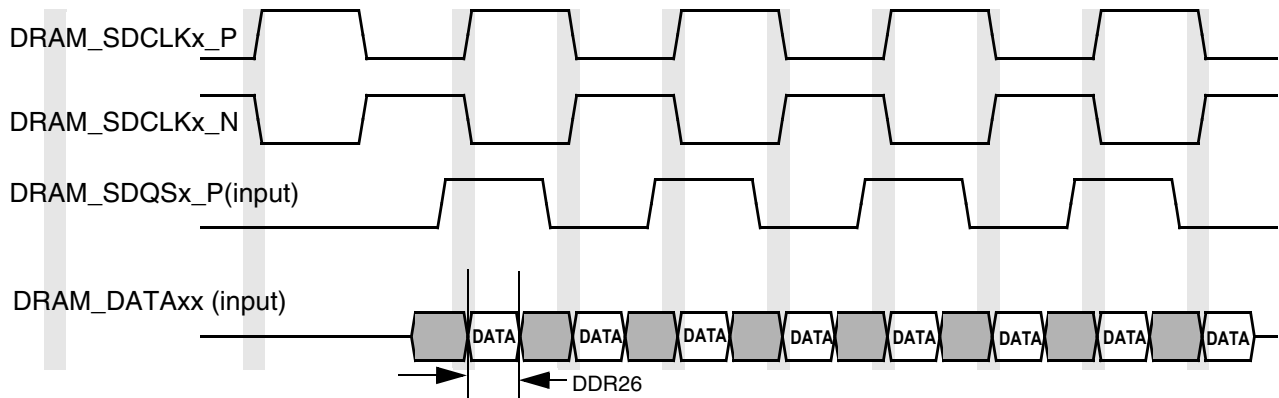 DRAM_SDCLKx_P
DRAM_SDCLKx_N
DRAM_SDQSx_P(input)
DRAM_DATAxx (input)
DATA DATA DATA DATA DATA DATA DATA DATA
DDR26